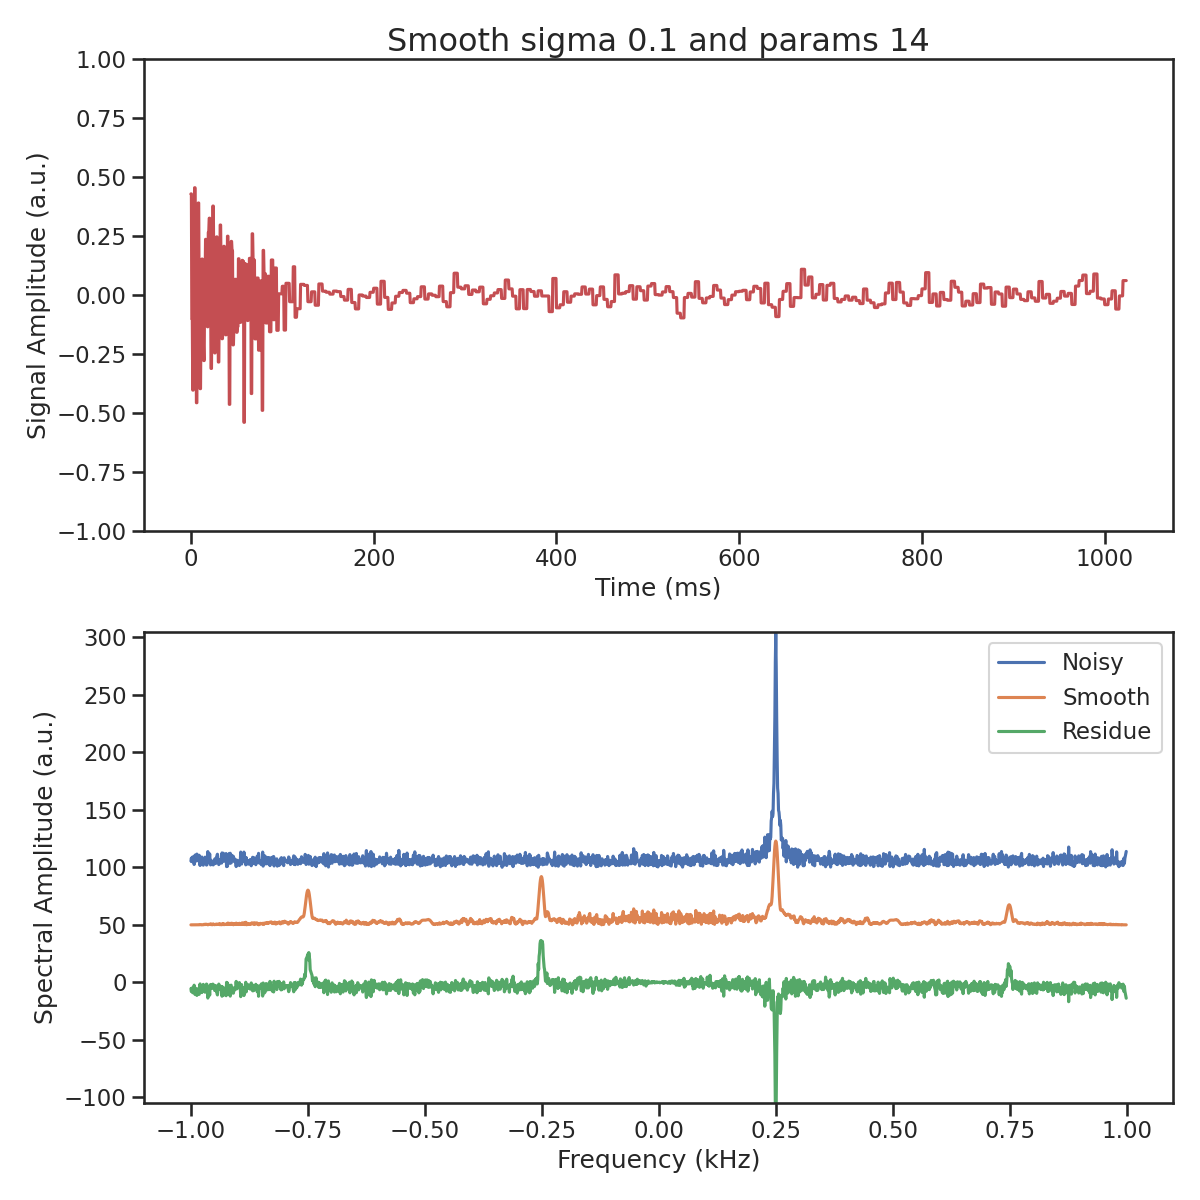 Smooth sigma 0.1 and params 14
1.00
0.75
0.50
0.25
0.00
−0.25
−0.50
−0.75
−1.00
Signal Amplitude (a.u.)
0 200 400 600 800 1000
Time (ms)
300
250
200
150
100
50
0
−50
−100
Spectral Amplitude (a.u.)
Noisy
Smooth
Residue
−1.00 −0.75 −0.50 −0.25 0.00 0.25 0.50 0.75 1.00
Frequency (kHz)